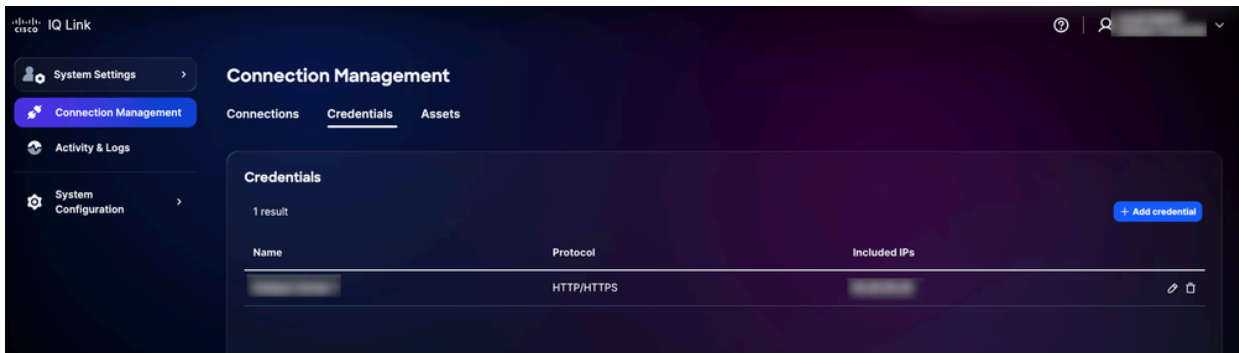 cisco IQ Link
System Settings
Connection Management
Activity & Logs
System
Configuration
Connection Management
Connections Credentials Assets
Credentials
1 result
+ Add credential
Name Protocol Included IPs
HTTP/HTTPS